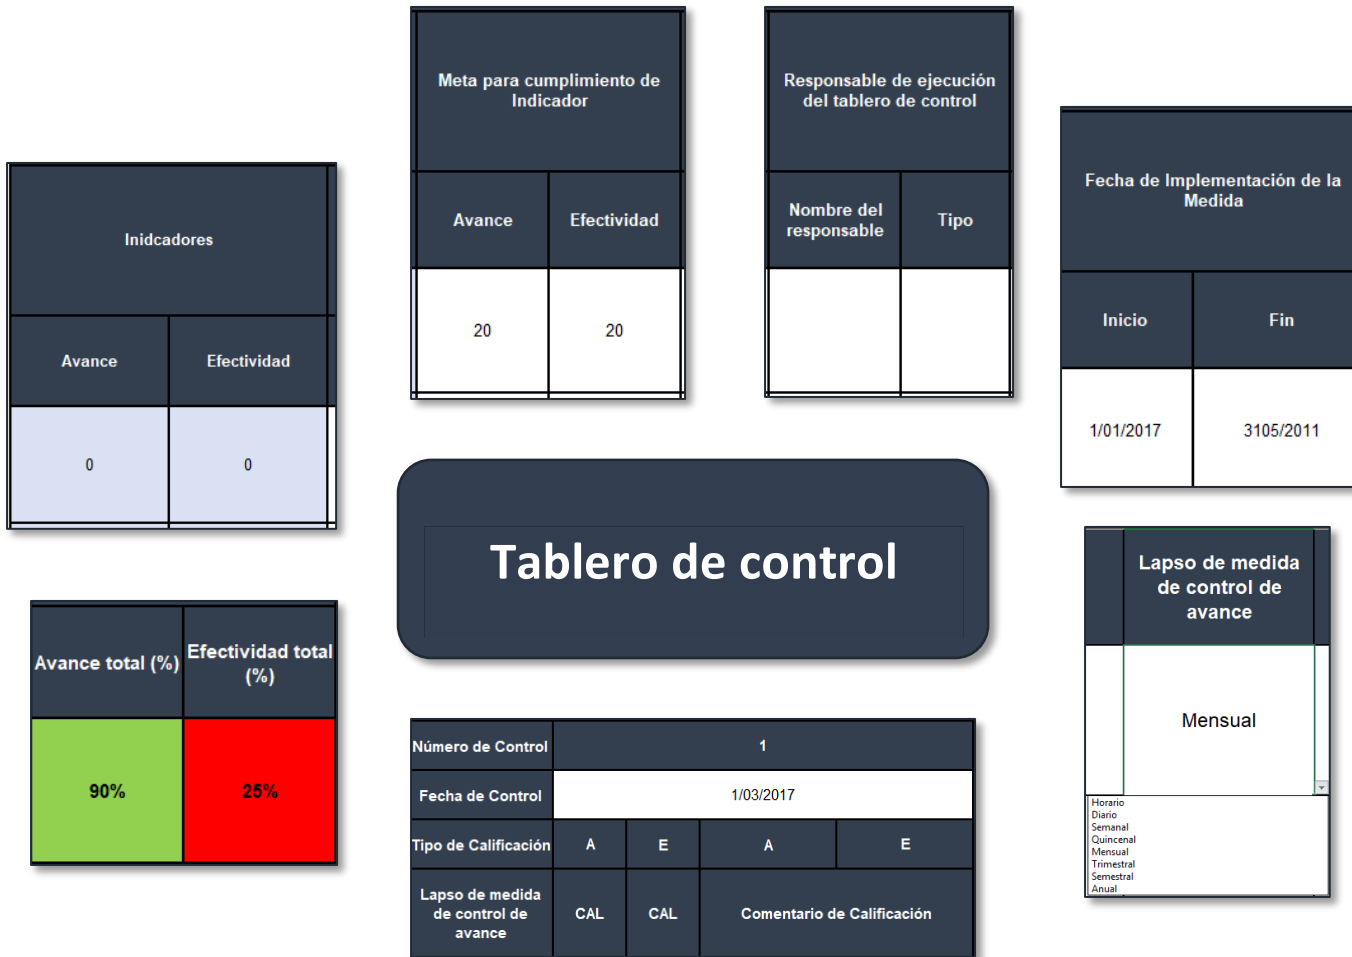 Meta para cumplimiento de
Indicador
Avance Efectividad
20 20
Responsable de ejecución
del tablero de control
Nombre del
responsable
Tipo
Fecha de Implementación de la
Medida
Inicio Fin
1/01/2017 3105/2011
Inidcadores
Avance Efectividad
0 0
Tablero de control
Lapso de medida
de control de
avance
Mensual
Horario
Diario
Semanal
Quincenal
Mensual
Trimestral
Semestral
Anual
Avance total (%)
Efectividad total
(%)
90% 25%
Número de Control 1
Fecha de Control 1/03/2017
Tipo de Calificación A E A E
Lapso de medida
de control de
avance
CAL CAL Comentario de Calificación